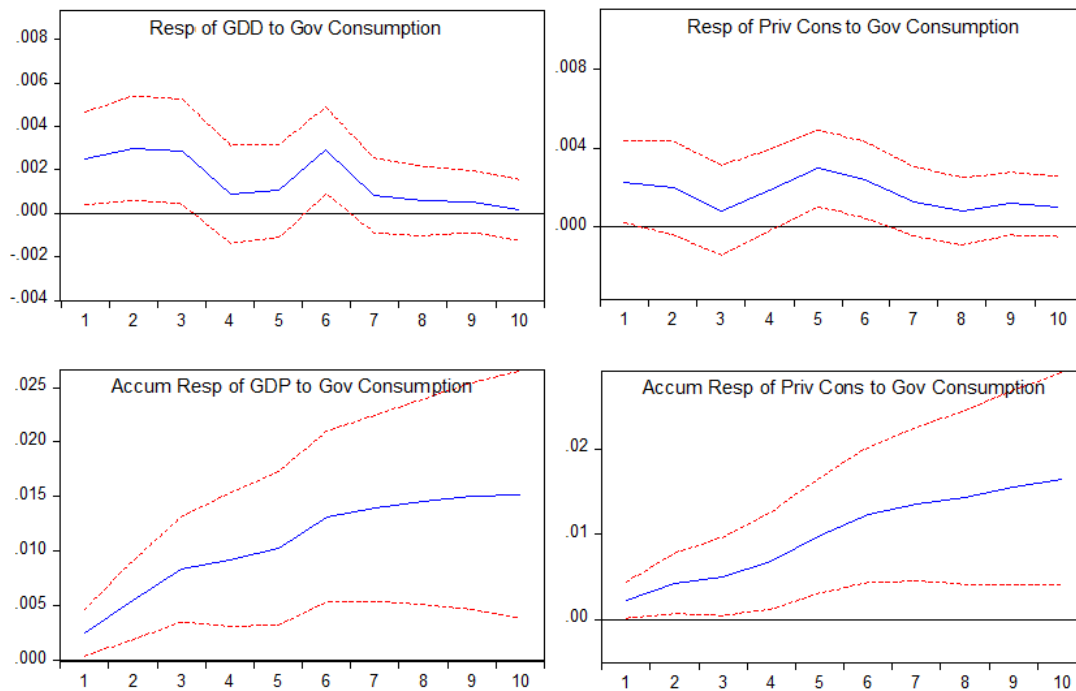 Resp of GDD to Gov Consumption
.008
.006
.004
.002
.000
-.002
-.004
1 2 3 4 5 6 7 8 9 10
Resp of Priv Cons to Gov Consumption
.008
.004
.000
1 2 3 4 5 6 7 8 9 10
Accum Resp of GDP to Gov Consumption
.025
.020
.015
.010
.005
.000
1 2 3 4 5 6 7 8 9 10
Accum Resp of Priv Cons to Gov Consumption
.02
.01
.00
1 2 3 4 5 6 7 8 9 10